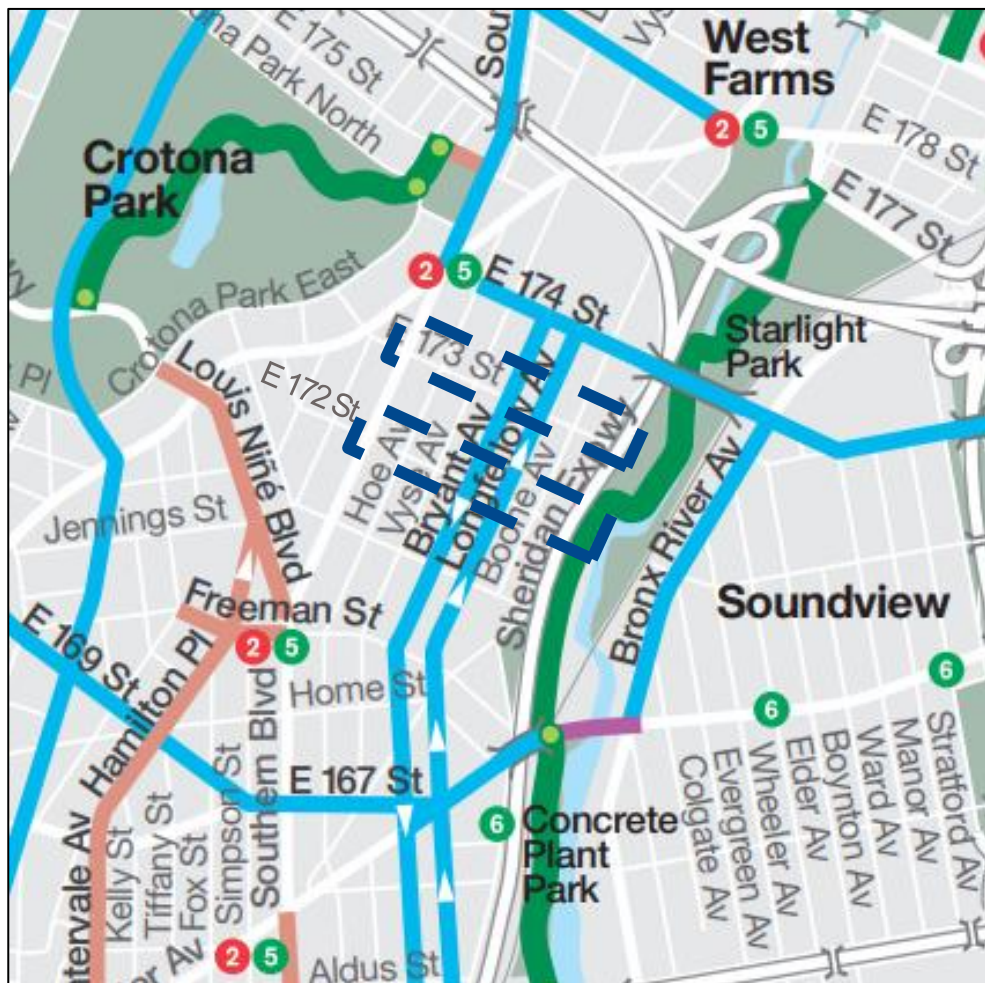 E 175 St
West
Farms
Crotona
Park
E 178 St
E 177 St
2 5
Crotona Park East
2 5
E 174 St
Starlight
Park
E 173 St
E 172 St
Louis Niñé Blvd
Hoe Av
Vyse Av
Bryant Av
Longfellow Av
Boone Av
Sheridan Expwy
Bronx River Av
Jennings St
Freeman St
2 5
Soundview
E 169 St
Hamilton Pl
Home St
Southern Blvd
Simpson St
E 167 St
6
6
6
Concrete
Plant
Park
Kelly St
Tiffany St
Fox St
Colgate Av
Evergreen Av
Wheeler Av
Elder Av
Boynton Av
Ward Av
Manor Av
Stratford Av
2 5
Aldus St